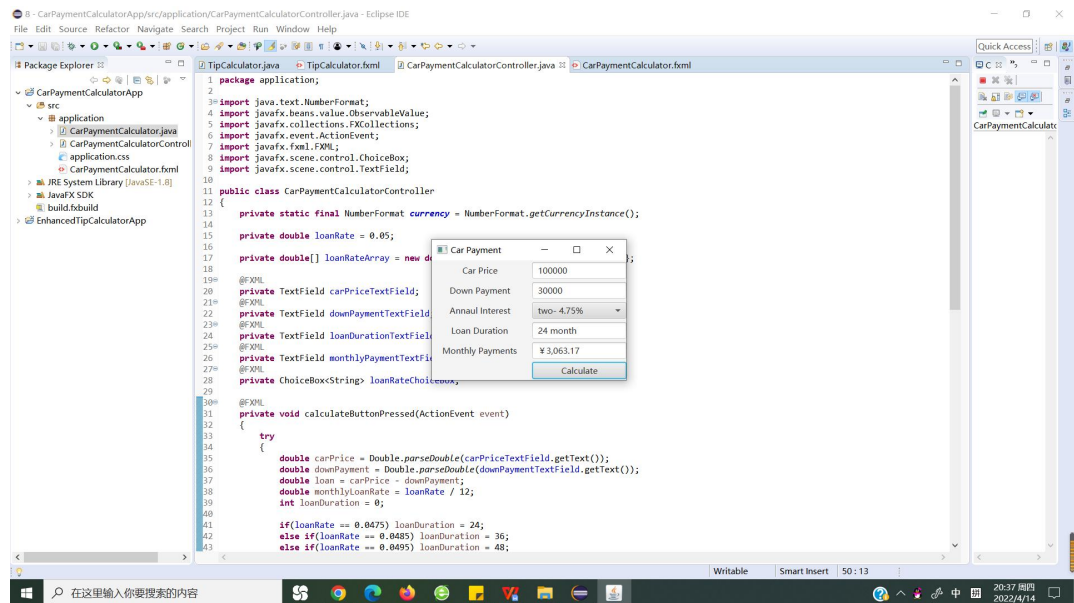 8 - CarPaymentCalculatorApp/src/application/CarPaymentCalculatorController.java - Eclipse IDE
File Edit Source Refactor Navigate Search Project Run Window Help
Quick Access
Package Explorer
TipCalculator.java TipCalculator.fxml CarPaymentCalculatorController.java CarPaymentCalculator.fxml
CarPaymentCalculatorApp
src
application
CarPaymentCalculator.java
CarPaymentCalculatorControll
application.css
CarPaymentCalculator.fxml
JRE System Library [JavaSE-1.8]
JavaFX SDK
build.fxbuild
EnhancedTipCalculatorApp
1 package application;
2
3 import java.text.NumberFormat;
4 import javafx.beans.value.ObservableValue;
5 import javafx.collections.FXCollections;
6 import javafx.event.ActionEvent;
7 import javafx.fxml.FXML;
8 import javafx.scene.control.ChoiceBox;
9 import javafx.scene.control.TextField;
10
11 public class CarPaymentCalculatorController
12 {
13 private static final NumberFormat currency = NumberFormat.getCurrencyInstance();
14
15 private double loanRate = 0.05;
16
17 private double[] loanRateArray = new do };
18
19 @FXML
20 private TextField carPriceTextField;
21 @FXML
22 private TextField downPaymentTextField
23 @FXML
24 private TextField loanDurationTextFiel
25 @FXML
26 private TextField monthlyPaymentTextFi
27 @FXML
28 private ChoiceBox<String> loanRateChoiceBox;
29
30 @FXML
31 private void calculateButtonPressed(ActionEvent event)
32 {
33 try
34 {
35 double carPrice = Double.parseDouble(carPriceTextField.getText());
36 double downPayment = Double.parseDouble(downPaymentTextField.getText());
37 double loan = carPrice - downPayment;
38 double monthlyLoanRate = loanRate / 12;
39 int loanDuration = 0;
40
41 if(loanRate == 0.0475) loanDuration = 24;
42 else if(loanRate == 0.0485) loanDuration = 36;
43 else if(loanRate == 0.0495) loanDuration = 48;
Car Payment
Car Price 100000
Down Payment 30000
Annaul Interest two- 4.75%
Loan Duration 24 month
Monthly Payments ￥3,063.17
Calculate
C
CarPaymentCalculato
Writable Smart Insert 50 : 13
在这里输入你要搜索的内容
中
20:37 周四
2022/4/14